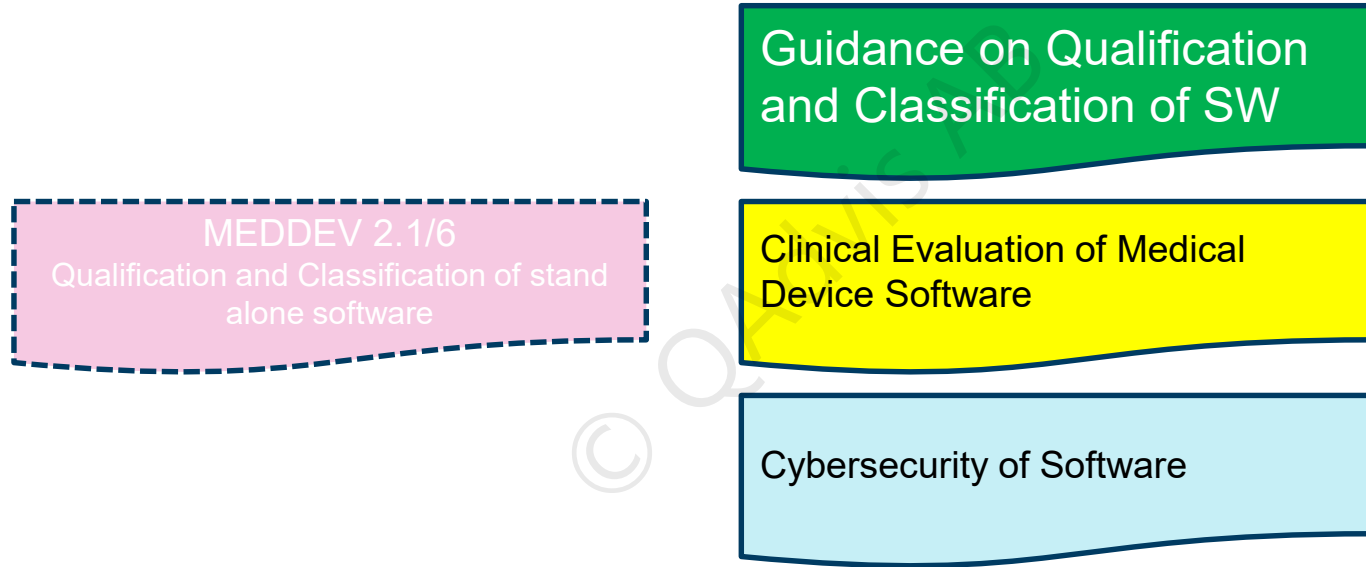 Guidance on Qualification
and Classification of SW
MEDDEV 2.1/6
Qualification and Classification of stand
alone software
Clinical Evaluation of Medical
Device Software
Cybersecurity of Software
© QAdvis AB